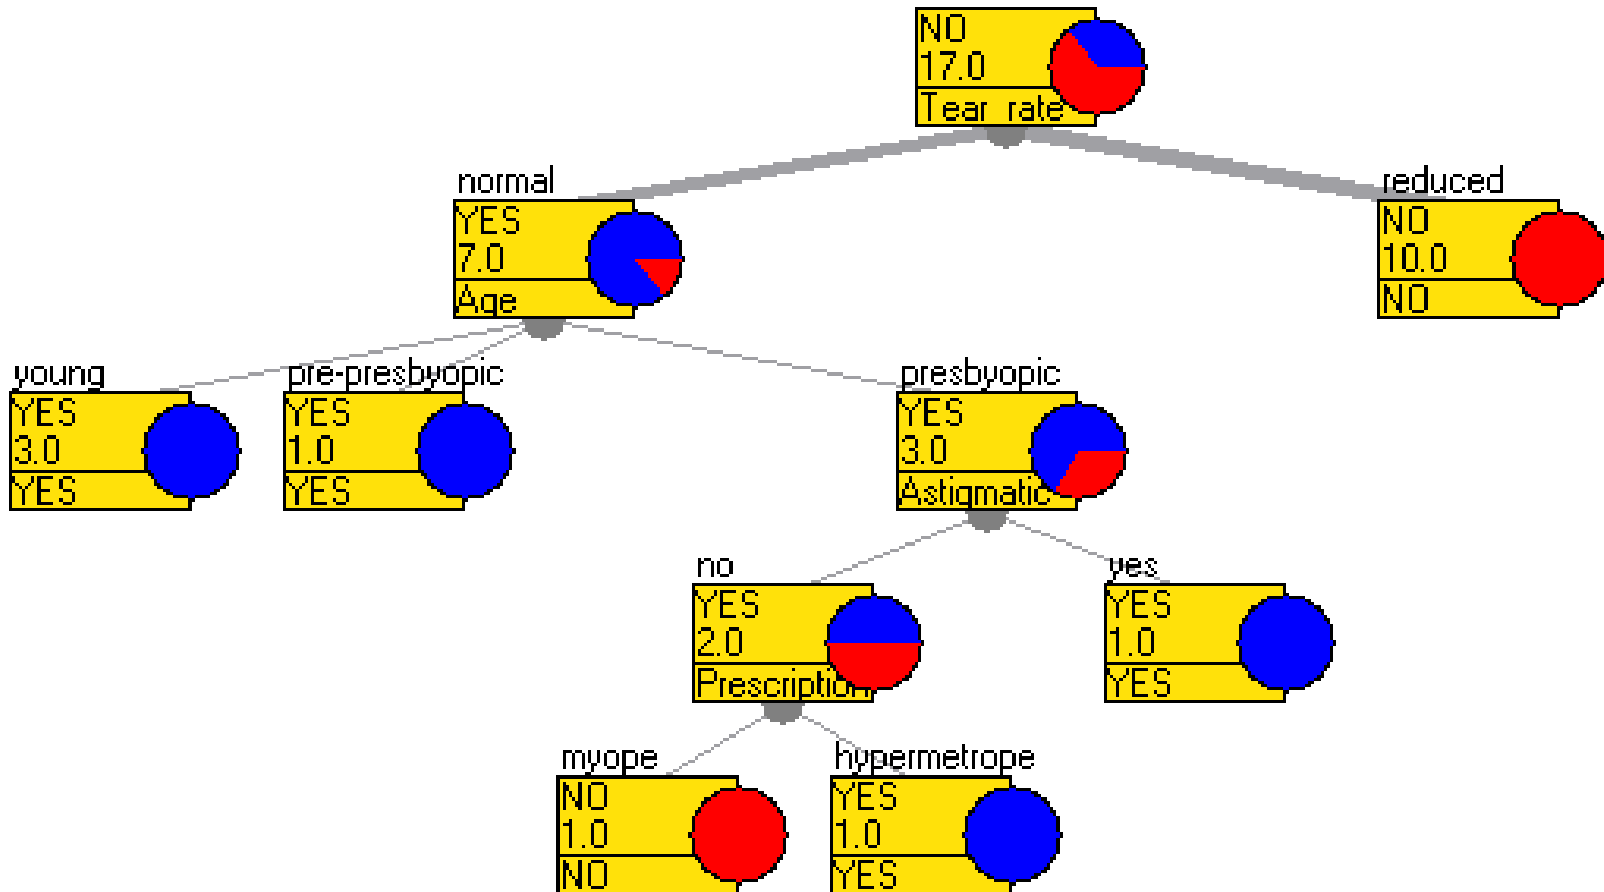 NO
17.0
Tear rate
normal
YES
7.0
Age
reduced
NO
10.0
NO
young
YES
3.0
YES
pre-presbyopic
YES
1.0
YES
presbyopic
YES
3.0
Astigmatic
no
YES
2.0
Prescription
yes
YES
1.0
YES
myope
NO
1.0
NO
hypermetrope
YES
1.0
YES